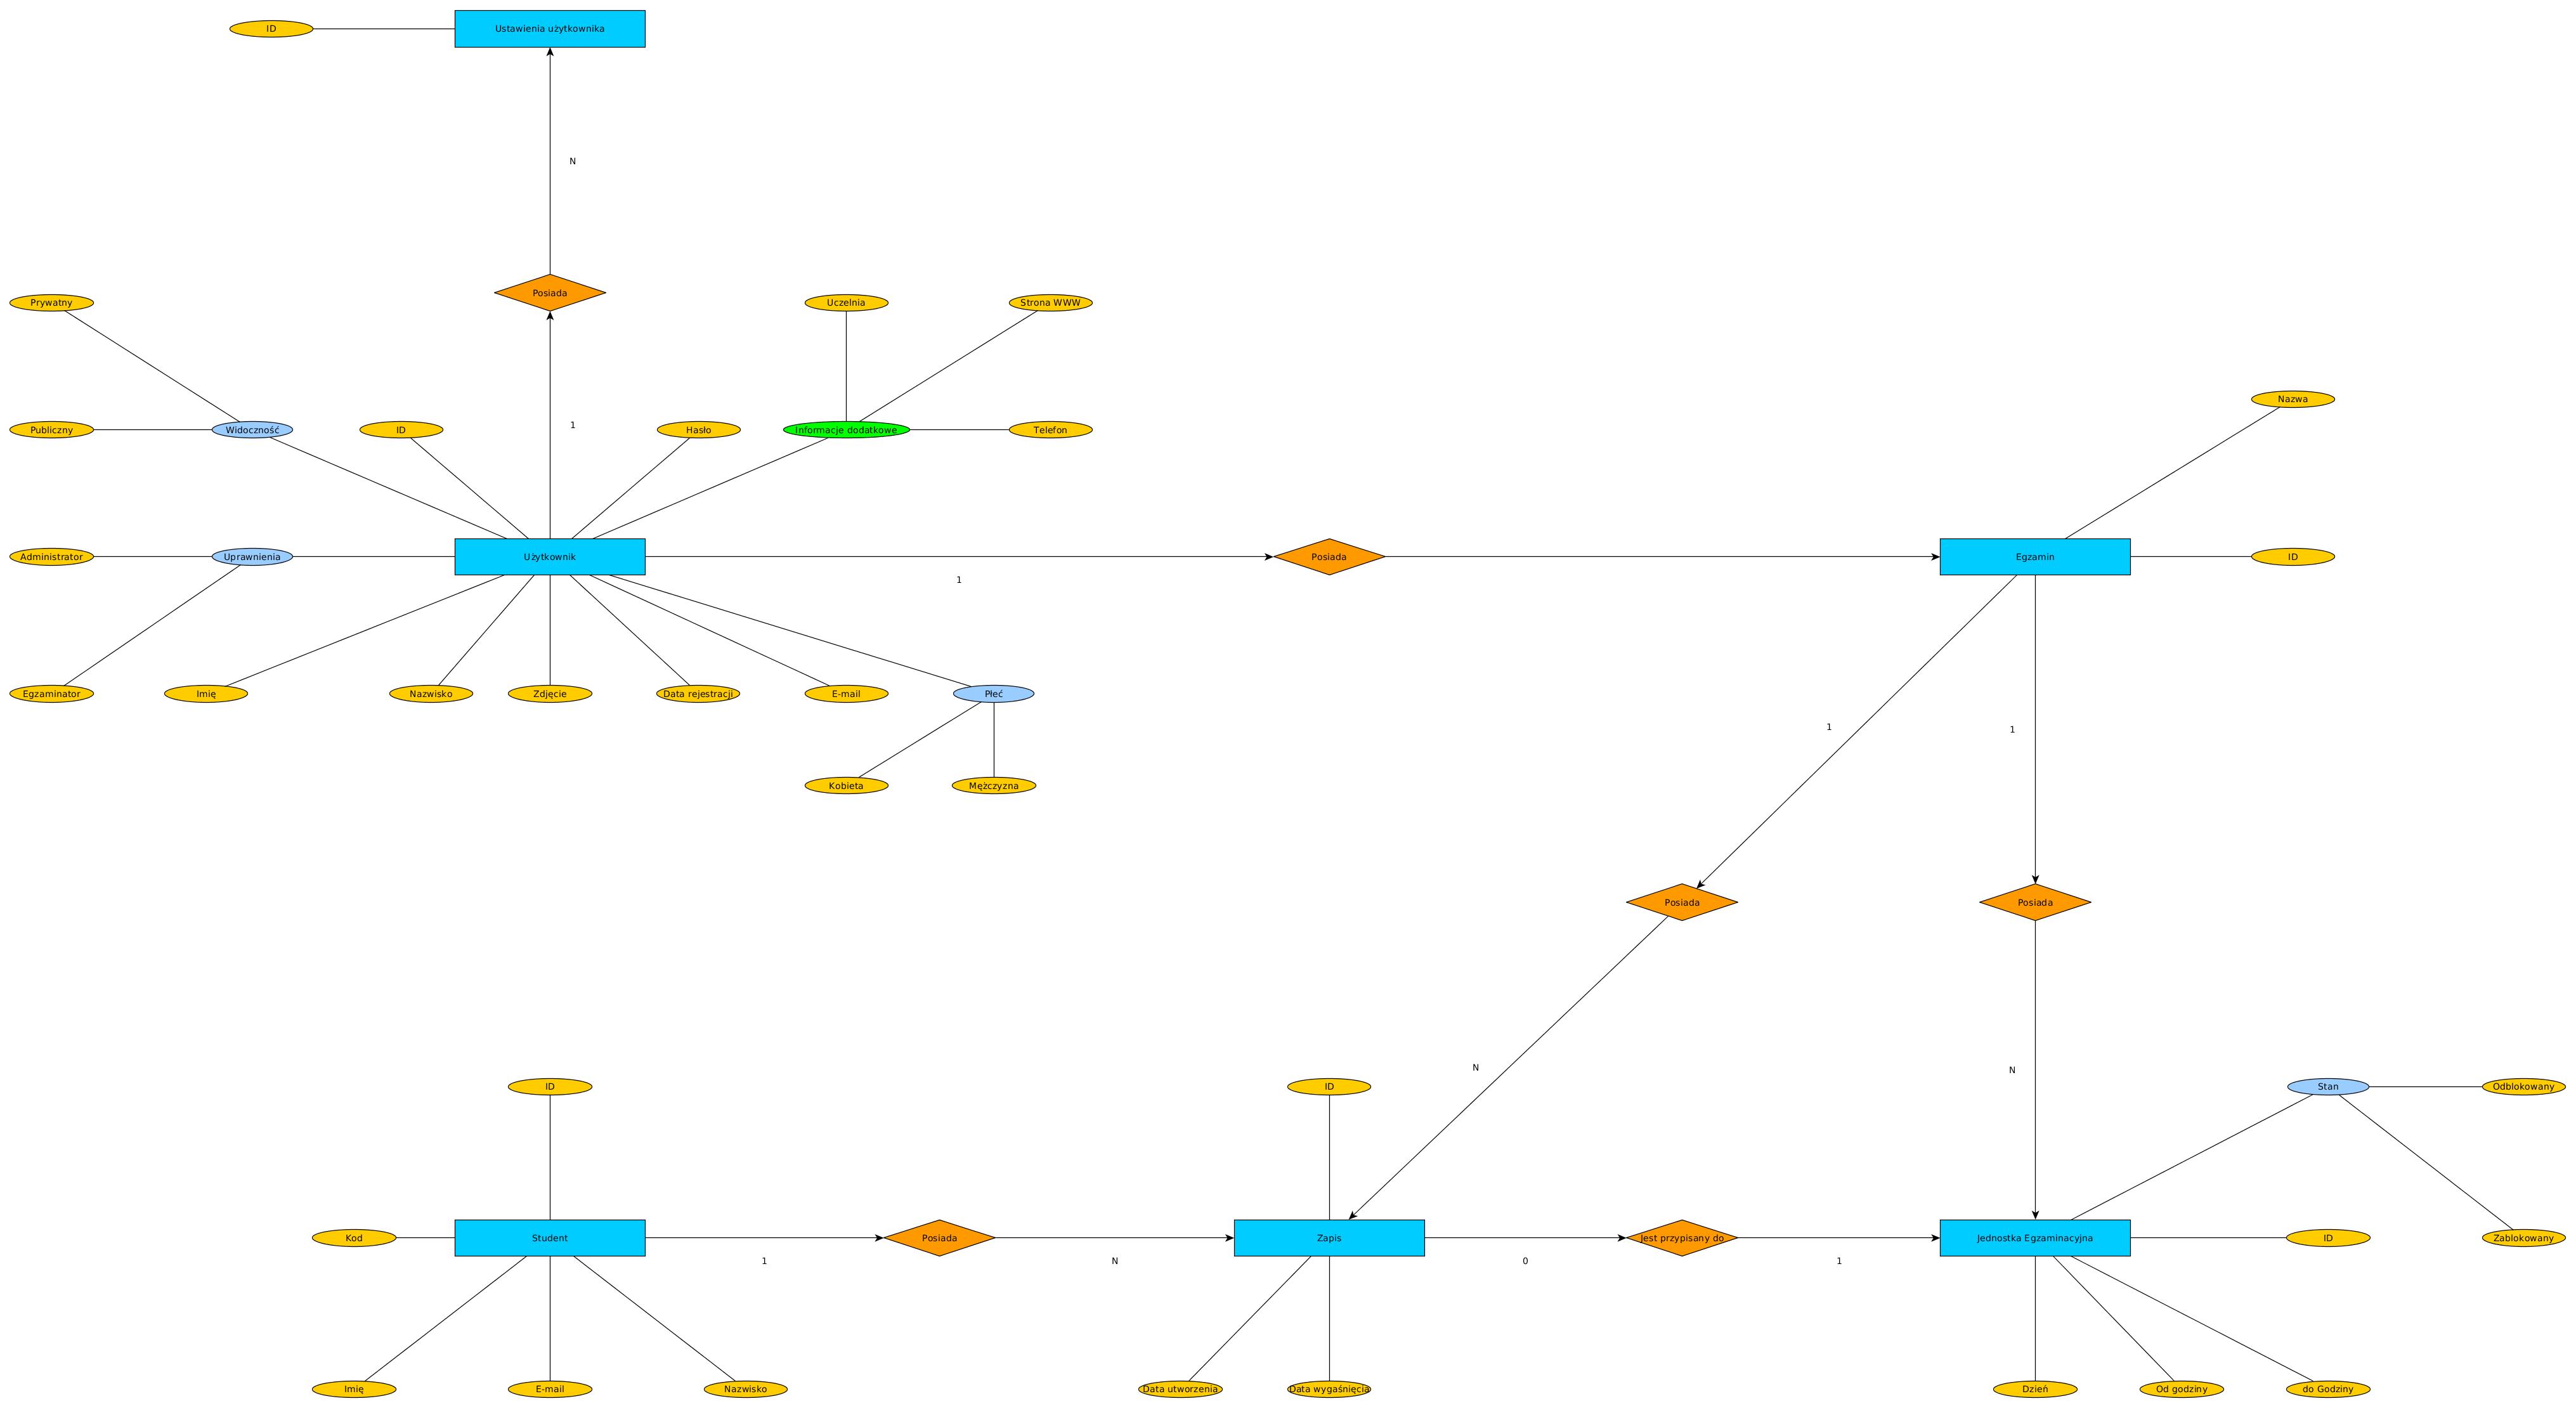 ID
Ustawienia użytkownika
N
Posiada
Prywatny
Uczelnia
Strona WWW
Nazwa
1
Publiczny
Widoczność
ID
Hasło
Informacje dodatkowe
Telefon
Administrator
Uprawnienia
Użytkownik
Posiada
Egzamin
ID
1
Egzaminator
Imię
Nazwisko
Zdjęcie
Data rejestracji
E-mail
Płeć
1
1
Kobieta
Mężczyzna
Posiada
Posiada
N
N
ID
ID
Stan
Odblokowany
Kod
Student
Posiada
Zapis
Jest przypisany do
Jednostka Egzaminacyjna
ID
Zablokowany
1
N
0
1
Imię
E-mail
Nazwisko
Data utworzenia
Data wygaśnięcia
Dzień
Od godziny
do Godziny